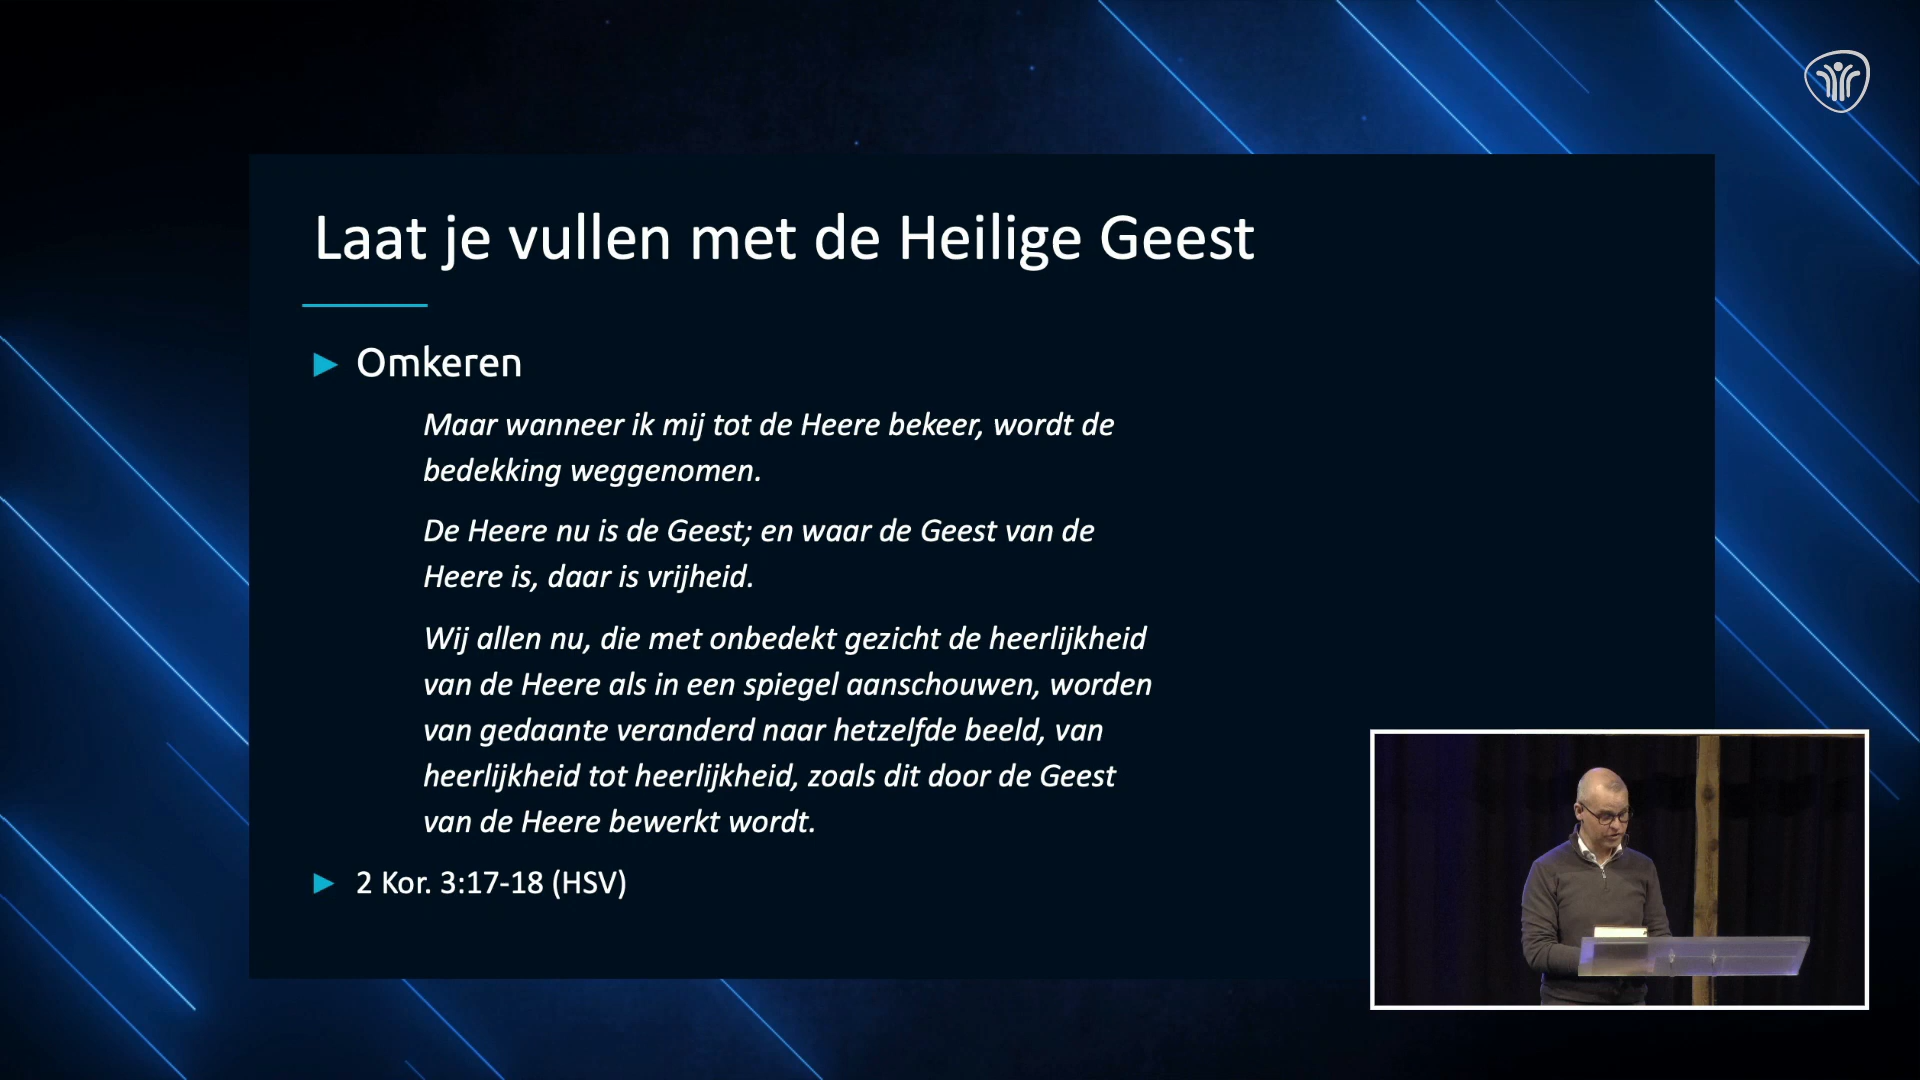 Laat je vullen met de Heilige Geest
Omkeren
Maar wanneer ik mij tot de Heere bekeer, wordt de
bedekking weggenomen.
De Heere nu is de Geest; en waar de Geest van de
Heere is, daar is vrijheid.
Wij allen nu, die met onbedekt gezicht de heerlijkheid
van de Heere als in een spiegel aanschouwen, worden
van gedaante veranderd naar hetzelfde beeld, van
heerlijkheid tot heerlijkheid, zoals dit door de Geest
van de Heere bewerkt wordt.
2 Kor. 3:17-18 (HSV)